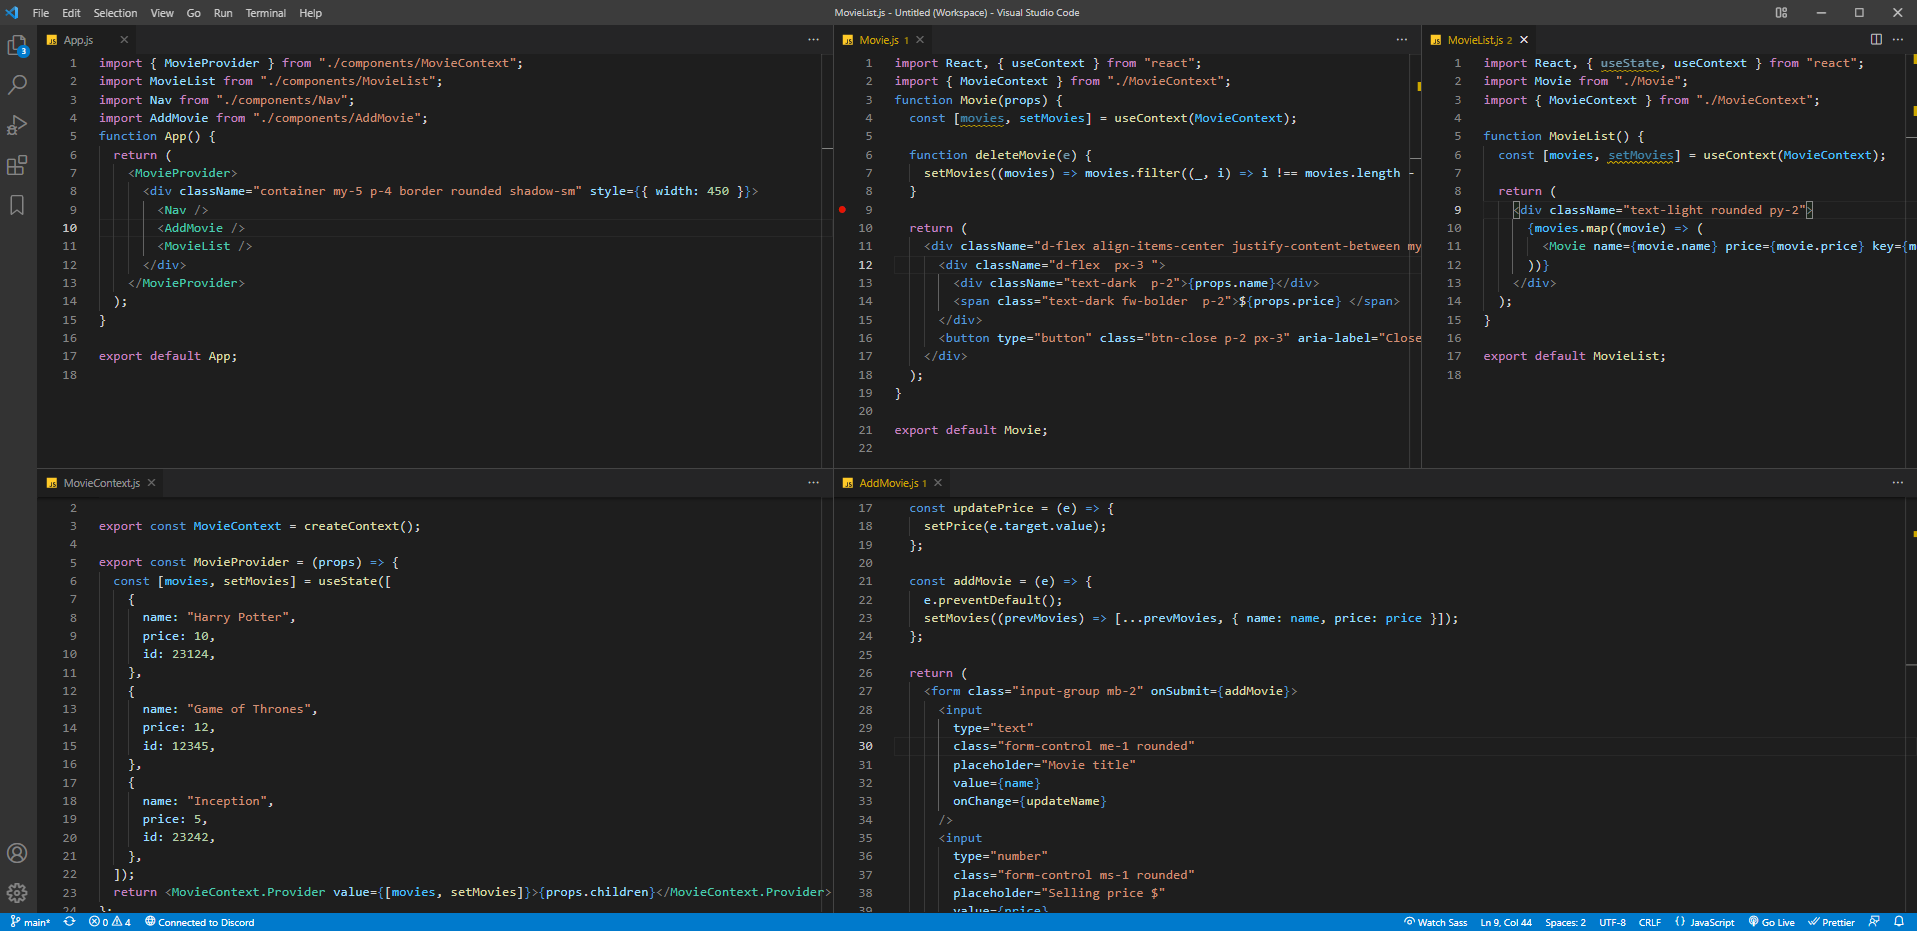 File Edit Selection View Go Run Terminal Help
MovieList.js - Untitled (Workspace) - Visual Studio Code
3
JS App.js
1 import { MovieProvider } from "./components/MovieContext";
2 import MovieList from "./components/MovieList";
3 import Nav from "./components/Nav";
4 import AddMovie from "./components/AddMovie";
5 function App() {
6 return (
7 <MovieProvider>
8 <div className="container my-5 p-4 border rounded shadow-sm" style={{ width: 450 }}>
9 <Nav />
10 <AddMovie />
11 <MovieList />
12 </div>
13 </MovieProvider>
14 );
15 }
16
17 export default App;
18
JS Movie.js 1
1 import React, { useContext } from "react";
2 import { MovieContext } from "./MovieContext";
3 function Movie(props) {
4 const [movies, setMovies] = useContext(MovieContext);
5
6 function deleteMovie(e) {
7 setMovies((movies) => movies.filter((_, i) => i !== movies.length -
8 }
9
10 return (
11 <div className="d-flex align-items-center justify-content-between my
12 <div className="d-flex  px-3 ">
13 <div className="text-dark  p-2">{props.name}</div>
14 <span class="text-dark fw-bolder  p-2">${props.price} </span>
15 </div>
16 <button type="button" class="btn-close p-2 px-3" aria-label="Close
17 </div>
18 );
19 }
20
21 export default Movie;
22
JS MovieList.js 2
1 import React, { useState, useContext } from "react";
2 import Movie from "./Movie";
3 import { MovieContext } from "./MovieContext";
4
5 function MovieList() {
6 const [movies, setMovies] = useContext(MovieContext);
7
8 return (
9 <div className="text-light rounded py-2">
10 {movies.map((movie) => (
11 <Movie name={movie.name} price={movie.price} key={m
12 ))}
13 </div>
14 );
15 }
16
17 export default MovieList;
18
JS MovieContext.js
2
3 export const MovieContext = createContext();
4
5 export const MovieProvider = (props) => {
6 const [movies, setMovies] = useState([
7 {
8 name: "Harry Potter",
9 price: 10,
10 id: 23124,
11 },
12 {
13 name: "Game of Thrones",
14 price: 12,
15 id: 12345,
16 },
17 {
18 name: "Inception",
19 price: 5,
20 id: 23242,
21 },
22 ]);
23 return <MovieContext.Provider value={[movies, setMovies]}>{props.children}</MovieContext.Provider>
24 };
JS AddMovie.js 1
17 const updatePrice = (e) => {
18 setPrice(e.target.value);
19 };
20
21 const addMovie = (e) => {
22 e.preventDefault();
23 setMovies((prevMovies) => [...prevMovies, { name: name, price: price }]);
24 };
25
26 return (
27 <form class="input-group mb-2" onSubmit={addMovie}>
28 <input
29 type="text"
30 class="form-control me-1 rounded"
31 placeholder="Movie title"
32 value={name}
33 onChange={updateName}
34 />
35 <input
36 type="number"
37 class="form-control ms-1 rounded"
38 placeholder="Selling price $"
39 value={price}
main* 0 4 Connected to Discord
Watch Sass Ln 9, Col 44 Spaces: 2 UTF-8 CRLF {} JavaScript Go Live Prettier